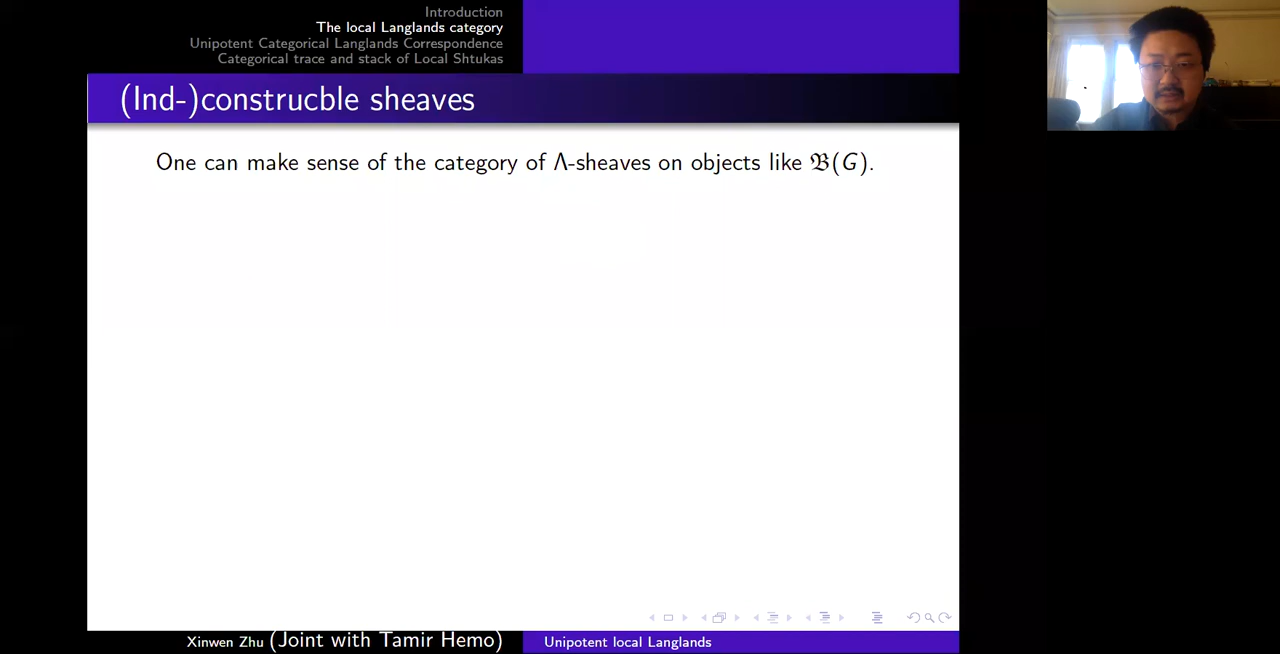 Introduction
The local Langlands category
Unipotent Categorical Langlands Correspondence
Categorical trace and stack of Local Shtukas
(Ind-)construcble sheaves
One can make sense of the category of Λ-sheaves on objects like 𝔅(G).
Xinwen Zhu (Joint with Tamir Hemo)
Unipotent local Langlands